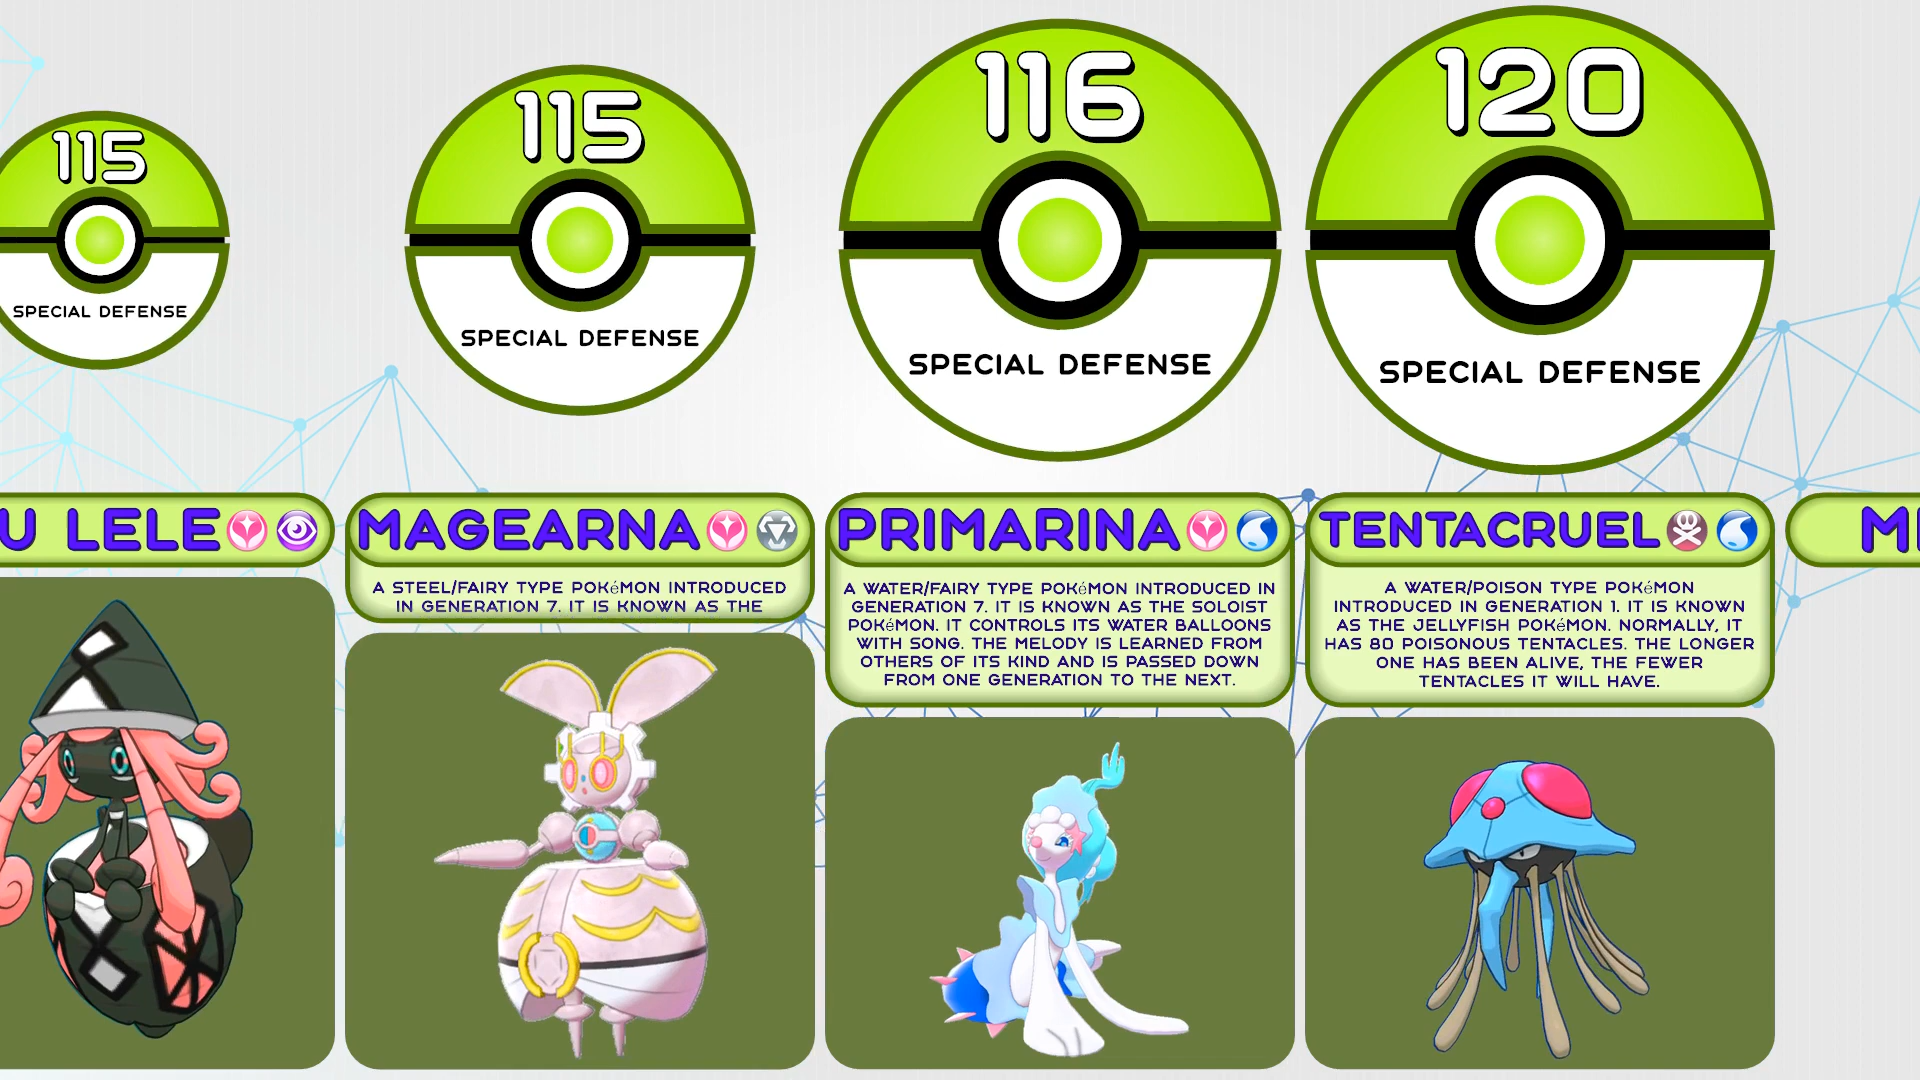 115
SPECIAL DEFENSE
115
SPECIAL DEFENSE
116
SPECIAL DEFENSE
120
SPECIAL DEFENSE
U LELE
MAGEARNA
A STEEL/FAIRY TYPE POKéMON INTRODUCED
IN GENERATION 7. IT IS KNOWN AS THE
PRIMARINA
A WATER/FAIRY TYPE POKéMON INTRODUCED IN
GENERATION 7. IT IS KNOWN AS THE SOLOIST
POKéMON. IT CONTROLS ITS WATER BALLOONS
WITH SONG. THE MELODY IS LEARNED FROM
OTHERS OF ITS KIND AND IS PASSED DOWN
FROM ONE GENERATION TO THE NEXT.
TENTACRUEL
A WATER/POISON TYPE POKéMON
INTRODUCED IN GENERATION 1. IT IS KNOWN
AS THE JELLYFISH POKéMON. NORMALLY, IT
HAS 80 POISONOUS TENTACLES. THE LONGER
ONE HAS BEEN ALIVE, THE FEWER
TENTACLES IT WILL HAVE.